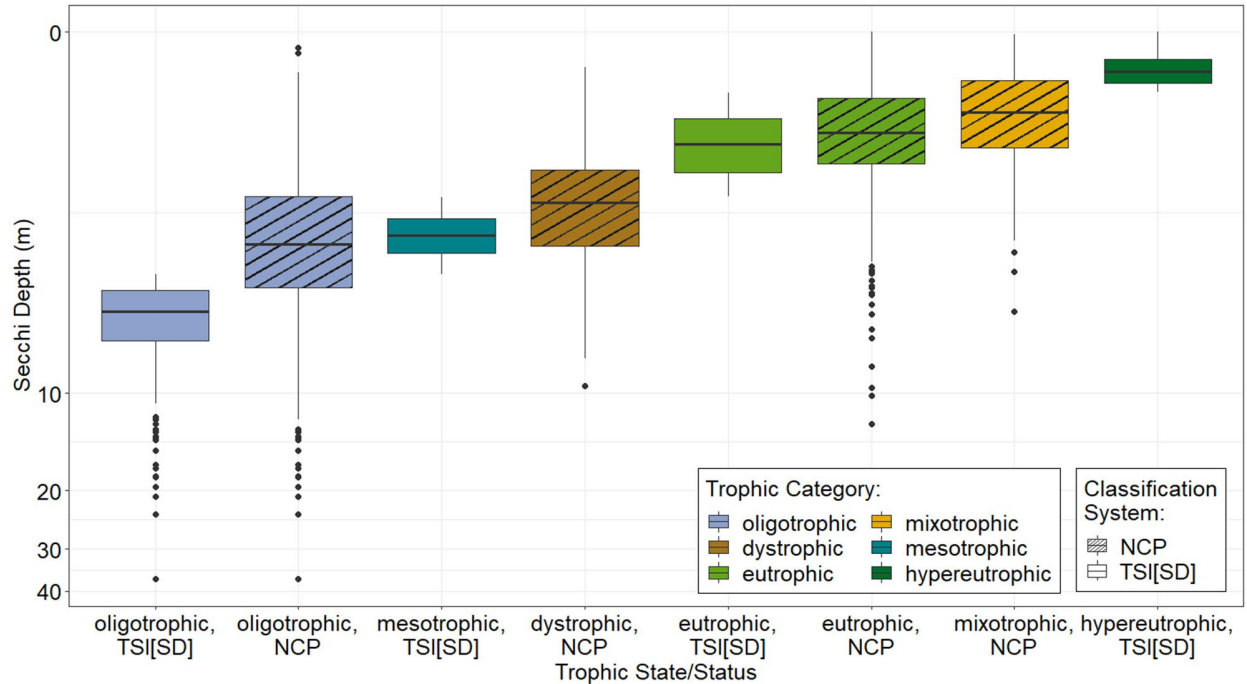 0
10
20
30
40
Secchi Depth (m)
Trophic Category:
oligotrophic
mixotrophic
dystrophic
mesotrophic
eutrophic
hypereutrophic
Classification
System:
NCP
TSI[SD]
oligotrophic,
TSI[SD]
oligotrophic,
NCP
mesotrophic,
TSI[SD]
dystrophic,
NCP
eutrophic,
TSI[SD]
eutrophic,
NCP
mixotrophic,
NCP
hypereutrophic,
TSI[SD]
Trophic State/Status